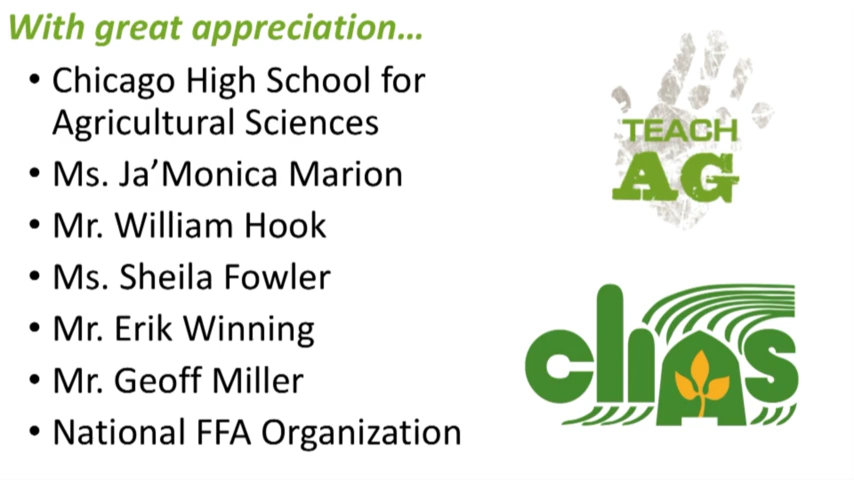 With great appreciation...
• Chicago High School for
Agricultural Sciences
• Ms. Ja’Monica Marion
• Mr. William Hook
• Ms. Sheila Fowler
• Mr. Erik Winning
• Mr. Geoff Miller
• National FFA Organization
TEACH
AG
chAS